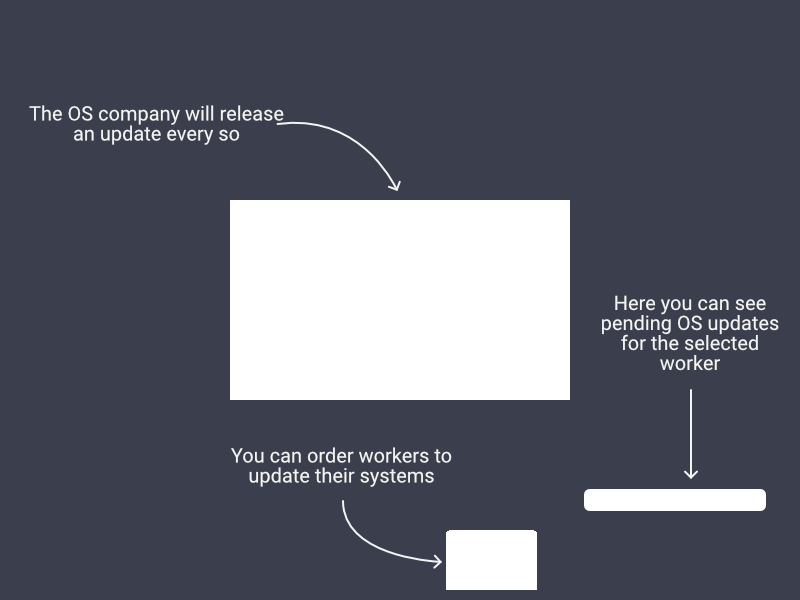 The OS company will release
an update every so
Here you can see
pending OS updates
for the selected
worker
You can order workers to
update their systems